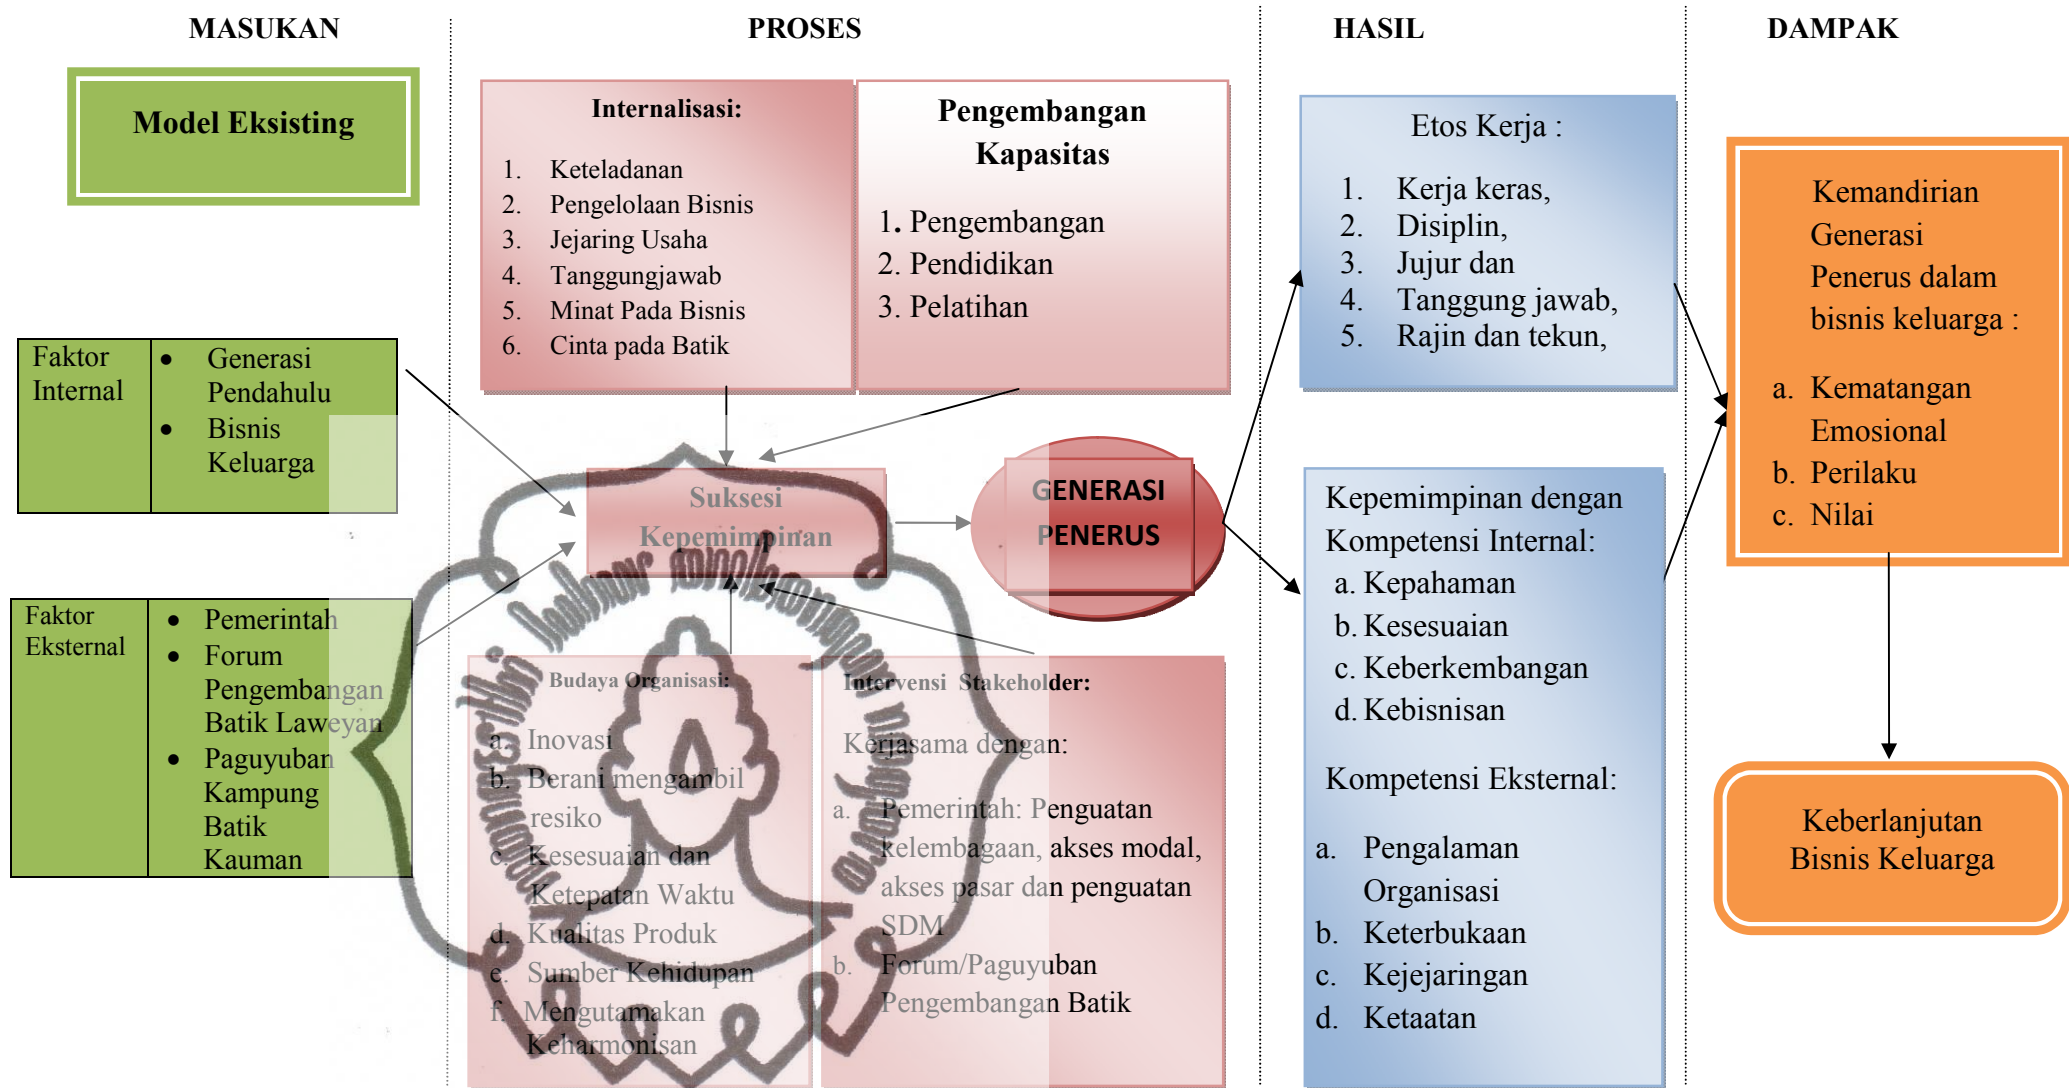 MASUKAN
PROSES
HASIL
DAMPAK
Model Eksisting
Faktor
Internal
• Generasi
Pendahulu
• Bisnis
Keluarga
Faktor
Eksternal
• Pemerintah
• Forum
Pengembangan
Batik Laweyan
• Paguyuban
Kampung
Batik
Kauman
Internalisasi:
1. Keteladanan
2. Pengelolaan Bisnis
3. Jejaring Usaha
4. Tanggungjawab
5. Minat Pada Bisnis
6. Cinta pada Batik
Pengembangan
Kapasitas
1. Pengembangan
2. Pendidikan
3. Pelatihan
Suksesi
Kepemimpinan
GENERASI
PENERUS
Budaya Organisasi:
a. Inovasi
b. Berani mengambil
resiko
c. Kesesuaian dan
Ketepatan Waktu
d. Kualitas Produk
e. Sumber Kehidupan
f. Mengutamakan
Keharmonisan
Intervensi Stakeholder:
Kerjasama dengan:
a. Pemerintah: Penguatan
kelembagaan, akses modal,
akses pasar dan penguatan
SDM
b. Forum/Paguyuban
Pengembangan Batik
Etos Kerja :
1. Kerja keras,
2. Disiplin,
3. Jujur dan
4. Tanggung jawab,
5. Rajin dan tekun,
Kepemimpinan dengan
Kompetensi Internal:
a. Kepahaman
b. Kesesuaian
c. Keberkembangan
d. Kebisnisan
Kompetensi Eksternal:
a. Pengalaman
Organisasi
b. Keterbukaan
c. Kejejaringan
d. Ketaatan
Kemandirian
Generasi
Penerus dalam
bisnis keluarga :
a. Kematangan
Emosional
b. Perilaku
c. Nilai
Keberlanjutan
Bisnis Keluarga